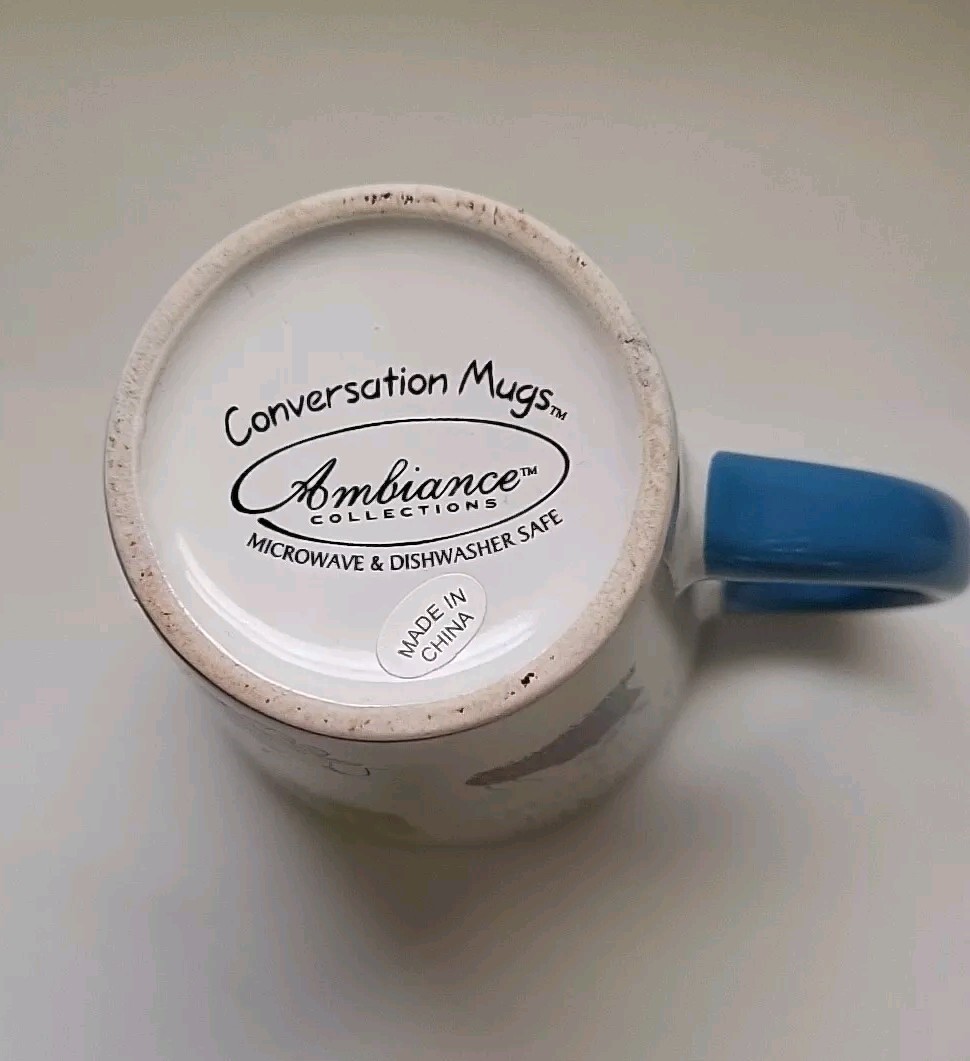 Conversation Mugs™
Ambiance™
COLLECTIONS
MICROWAVE & DISHWASHER SAFE
MADE IN
CHINA